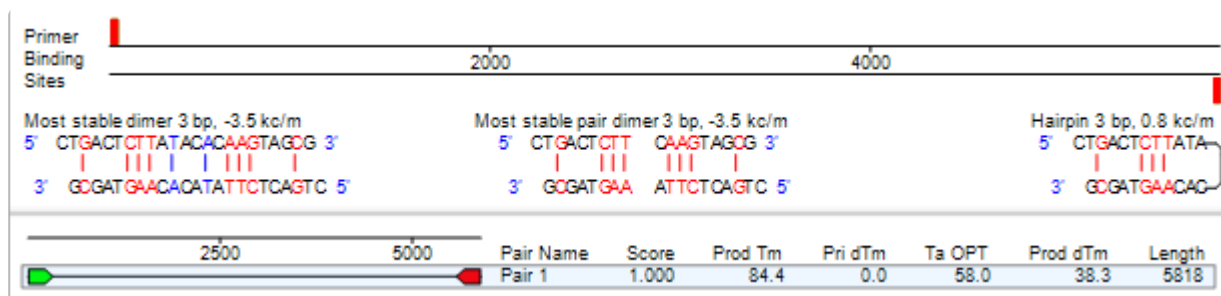 Primer
Binding
Sites
2000 4000
Most stable dimer 3 bp, -3.5 kc/m Most stable pair dimer 3 bp, -3.5 kc/m Hairpin 3 bp, 0.8 kc/m
5" CTGACTCTTATACACAAGTAGCG 3" 5" CTGACTCTT CAAGTAGCG 3" 5" CTGACTCTTATA
3" GCGATGAACACATATTCTCAGTC 5" 3" GCGATGAA ATTCTCAGTC 5" 3" GCGATGAACAC
2500 5000 Pair Name Score Prod Tm Pri dTm Ta OPT Prod dTm Length
Pair 1 1.000 84.4 0.0 58.0 38.3 5818